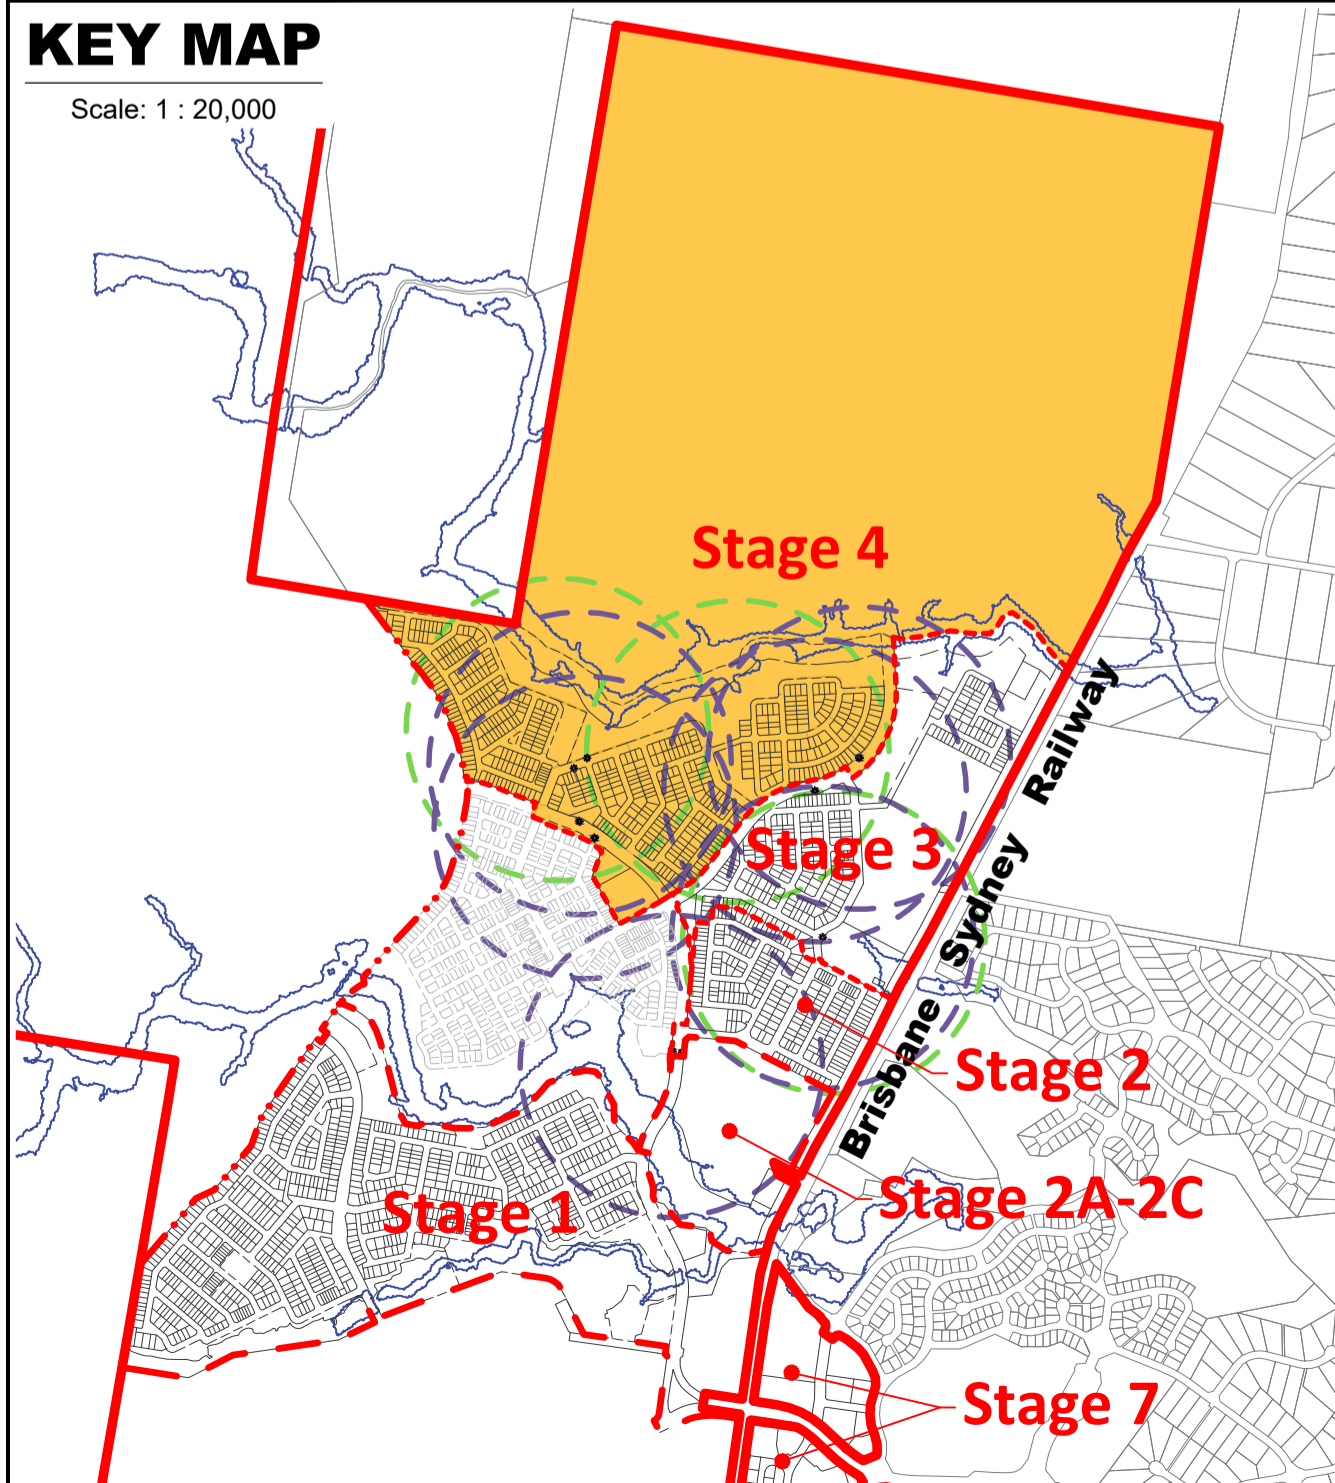 KEY MAP
Scale: 1 : 20,000
Stage 4
Stage 3
Brisbane Sydney Railway
Stage 2
Stage 2A-2C
Stage 1
Stage 7